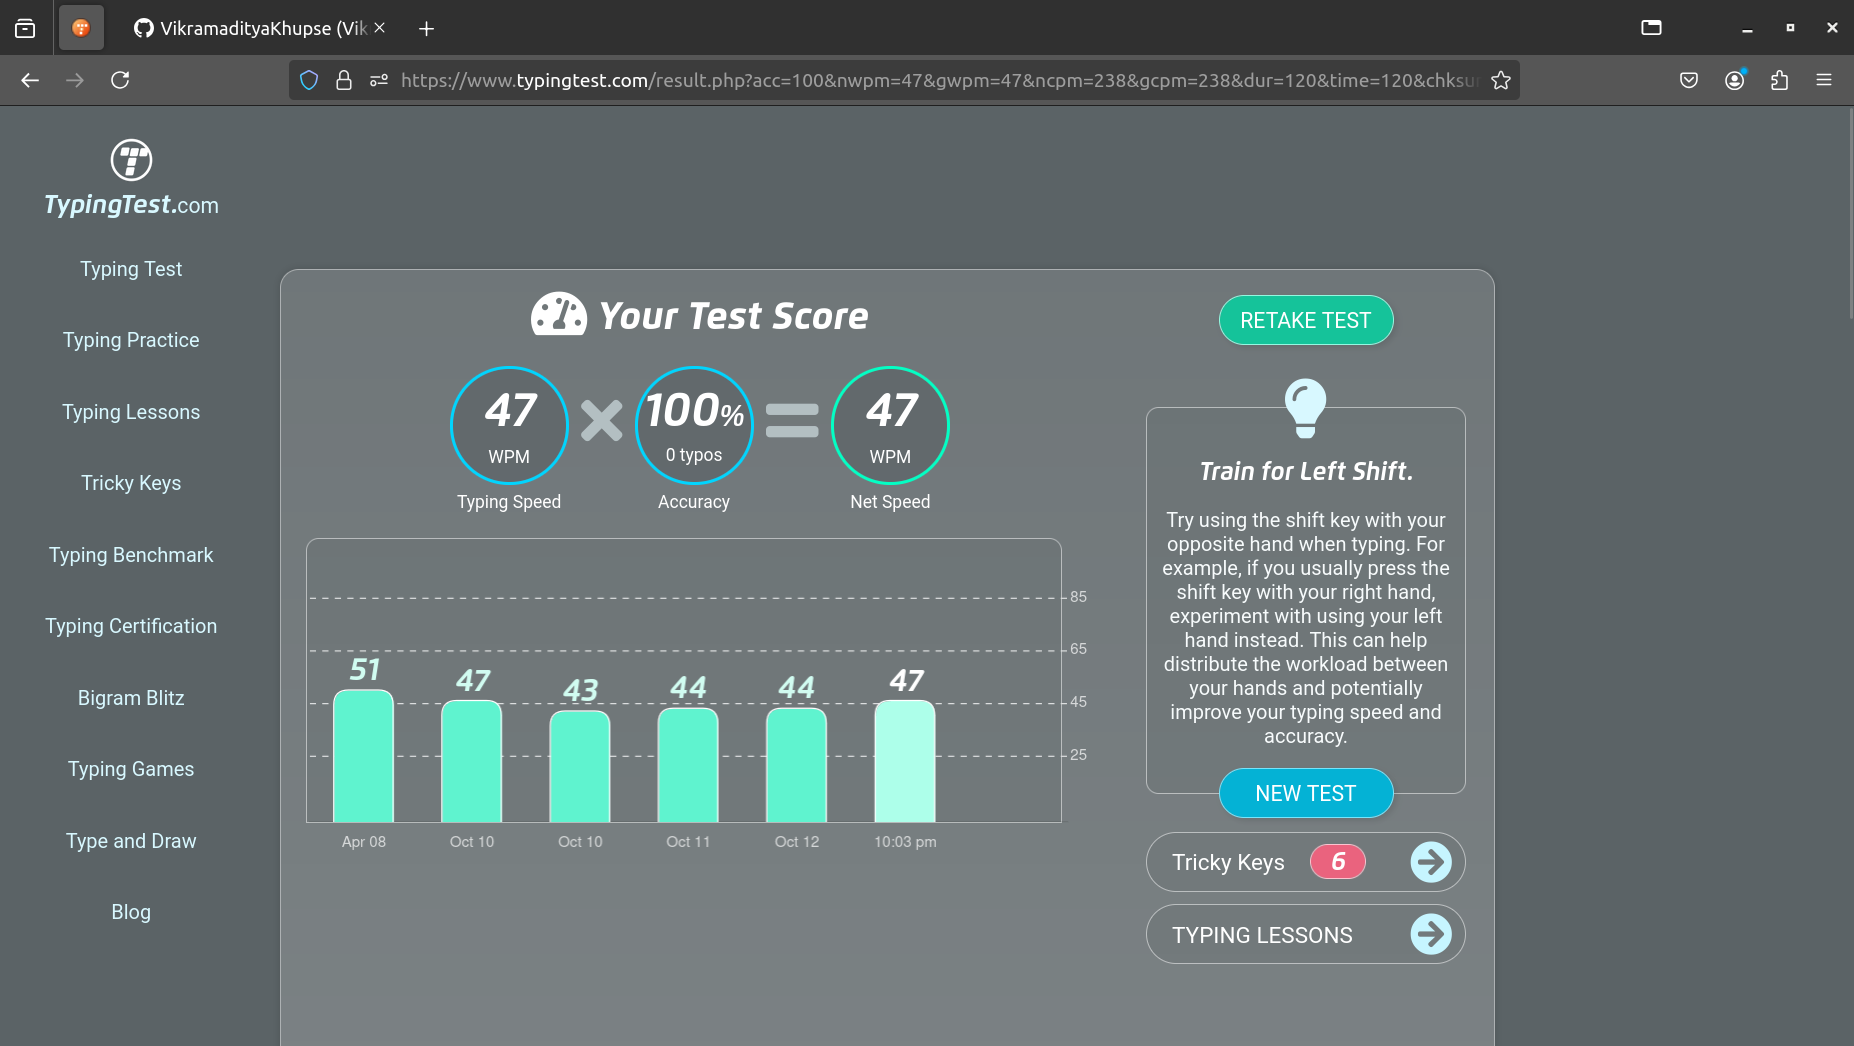 VikramadityaKhupse (Vik
https://www.typingtest.com/result.php?acc=100&nwpm=47&gwpm=47&ncpm=238&gcpm=238&dur=120&time=120&chksu
TypingTest.com
Typing Test
Typing Practice
Typing Lessons
Tricky Keys
Typing Benchmark
Typing Certification
Bigram Blitz
Typing Games
Type and Draw
Blog
Your Test Score
47
WPM
Typing Speed
100%
0 typos
Accuracy
47
WPM
Net Speed
85
65
45
25
51
47
43
44
44
47
Apr 08
Oct 10
Oct 10
Oct 11
Oct 12
10:03 pm
RETAKE TEST
Train for Left Shift.
Try using the shift key with your
opposite hand when typing. For
example, if you usually press the
shift key with your right hand,
experiment with using your left
hand instead. This can help
distribute the workload between
your hands and potentially
improve your typing speed and
accuracy.
NEW TEST
Tricky Keys 6
TYPING LESSONS